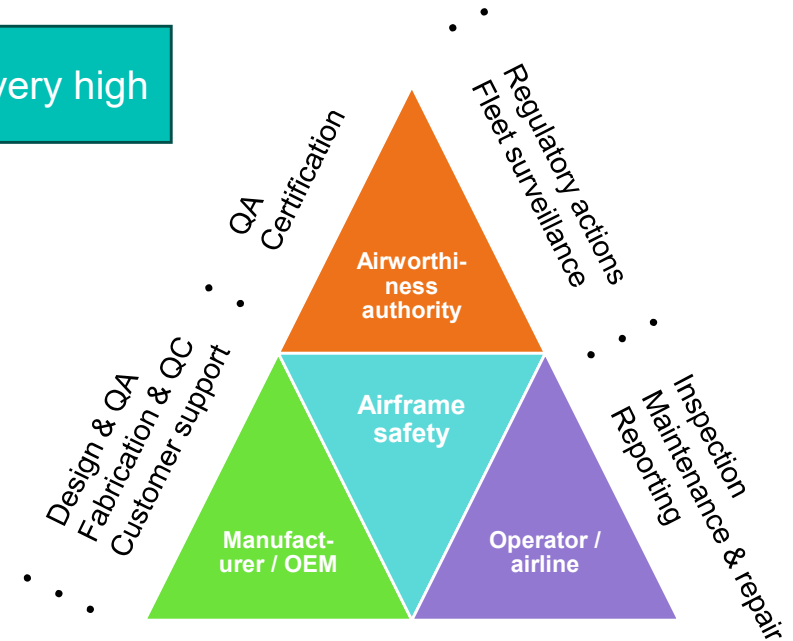 very high
QA
Certification
Regulatory actions
Fleet surveillance
Airworthi-
ness
authority
Design & QA
Fabrication & QC
Customer support
Airframe
safety
Inspection
Maintenance & repair
Reporting
Manufact-
urer / OEM
Operator /
airline